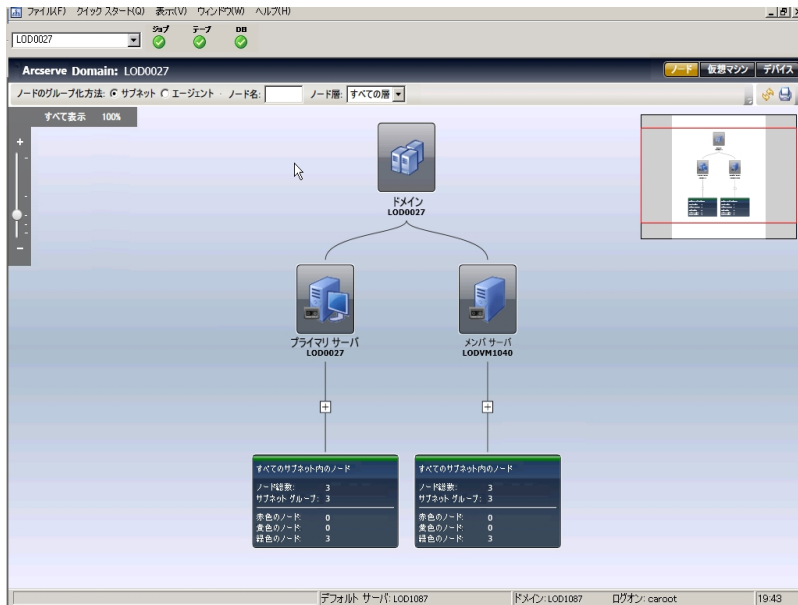 ファイル(F) クイック スタート(Q) 表示(V) ウィンドウ(W) ヘルプ(H)
LOD0027 ジョブ テープ DB
Arcserve Domain: LOD0027 ノード 仮想マシン デバイス
ノードのグループ化方法: サブネット エージェント ノード名: ノード層: すべての層
すべて表示 100%
ドメイン
LOD0027
プライマリ サーバ
LOD0027
メンバ サーバ
LODVM1040
すべてのサブネット内のノード
ノード総数: 3
サブネット グループ: 3
赤色のノード: 0
黄色のノード: 0
緑色のノード: 3
すべてのサブネット内のノード
ノード総数: 3
サブネット グループ: 3
赤色のノード: 0
黄色のノード: 0
緑色のノード: 3
デフォルト サーバ: LOD1087 ドメイン: LOD1087 ログオン: caroot 19:43